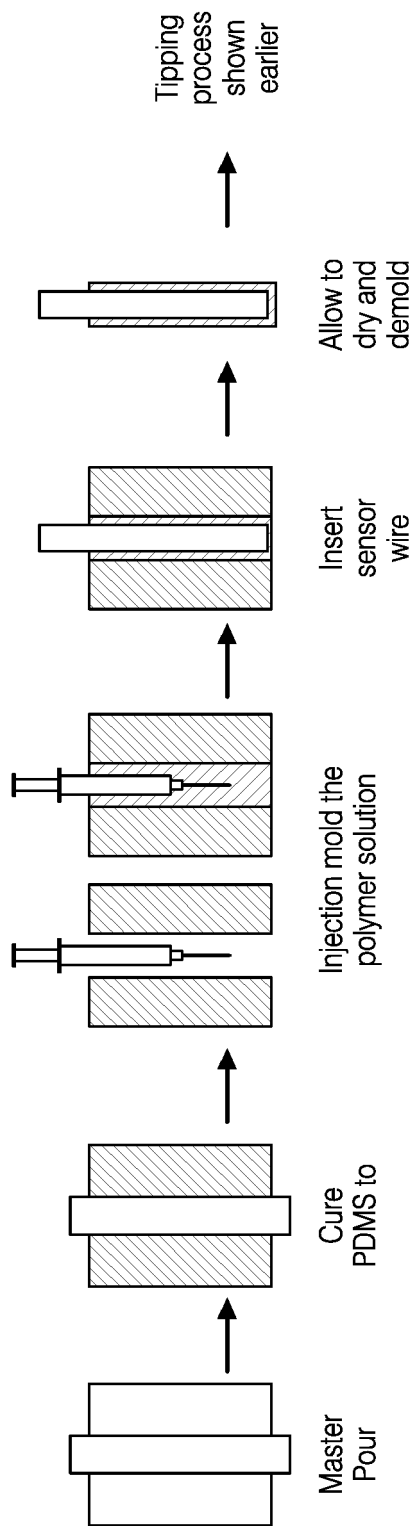 Master
Pour
Cure
PDMS to
Injection mold the
polymer solution
Insert
sensor
wire
Allow to
dry and
demold
Tipping
process
shown
earlier